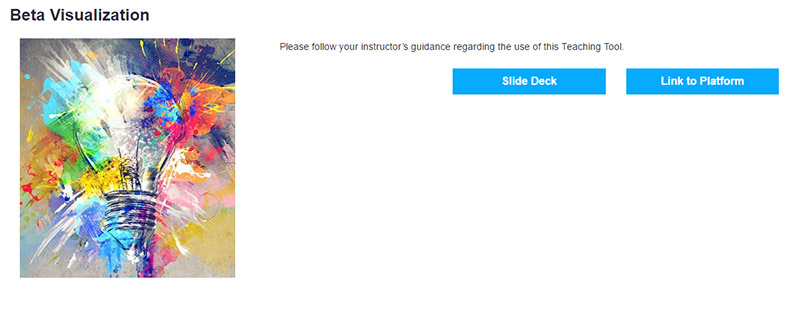 Beta Visualization
Please follow your instructor's guidance regarding the use of this Teaching Tool.
Slide Deck
Link to Platform